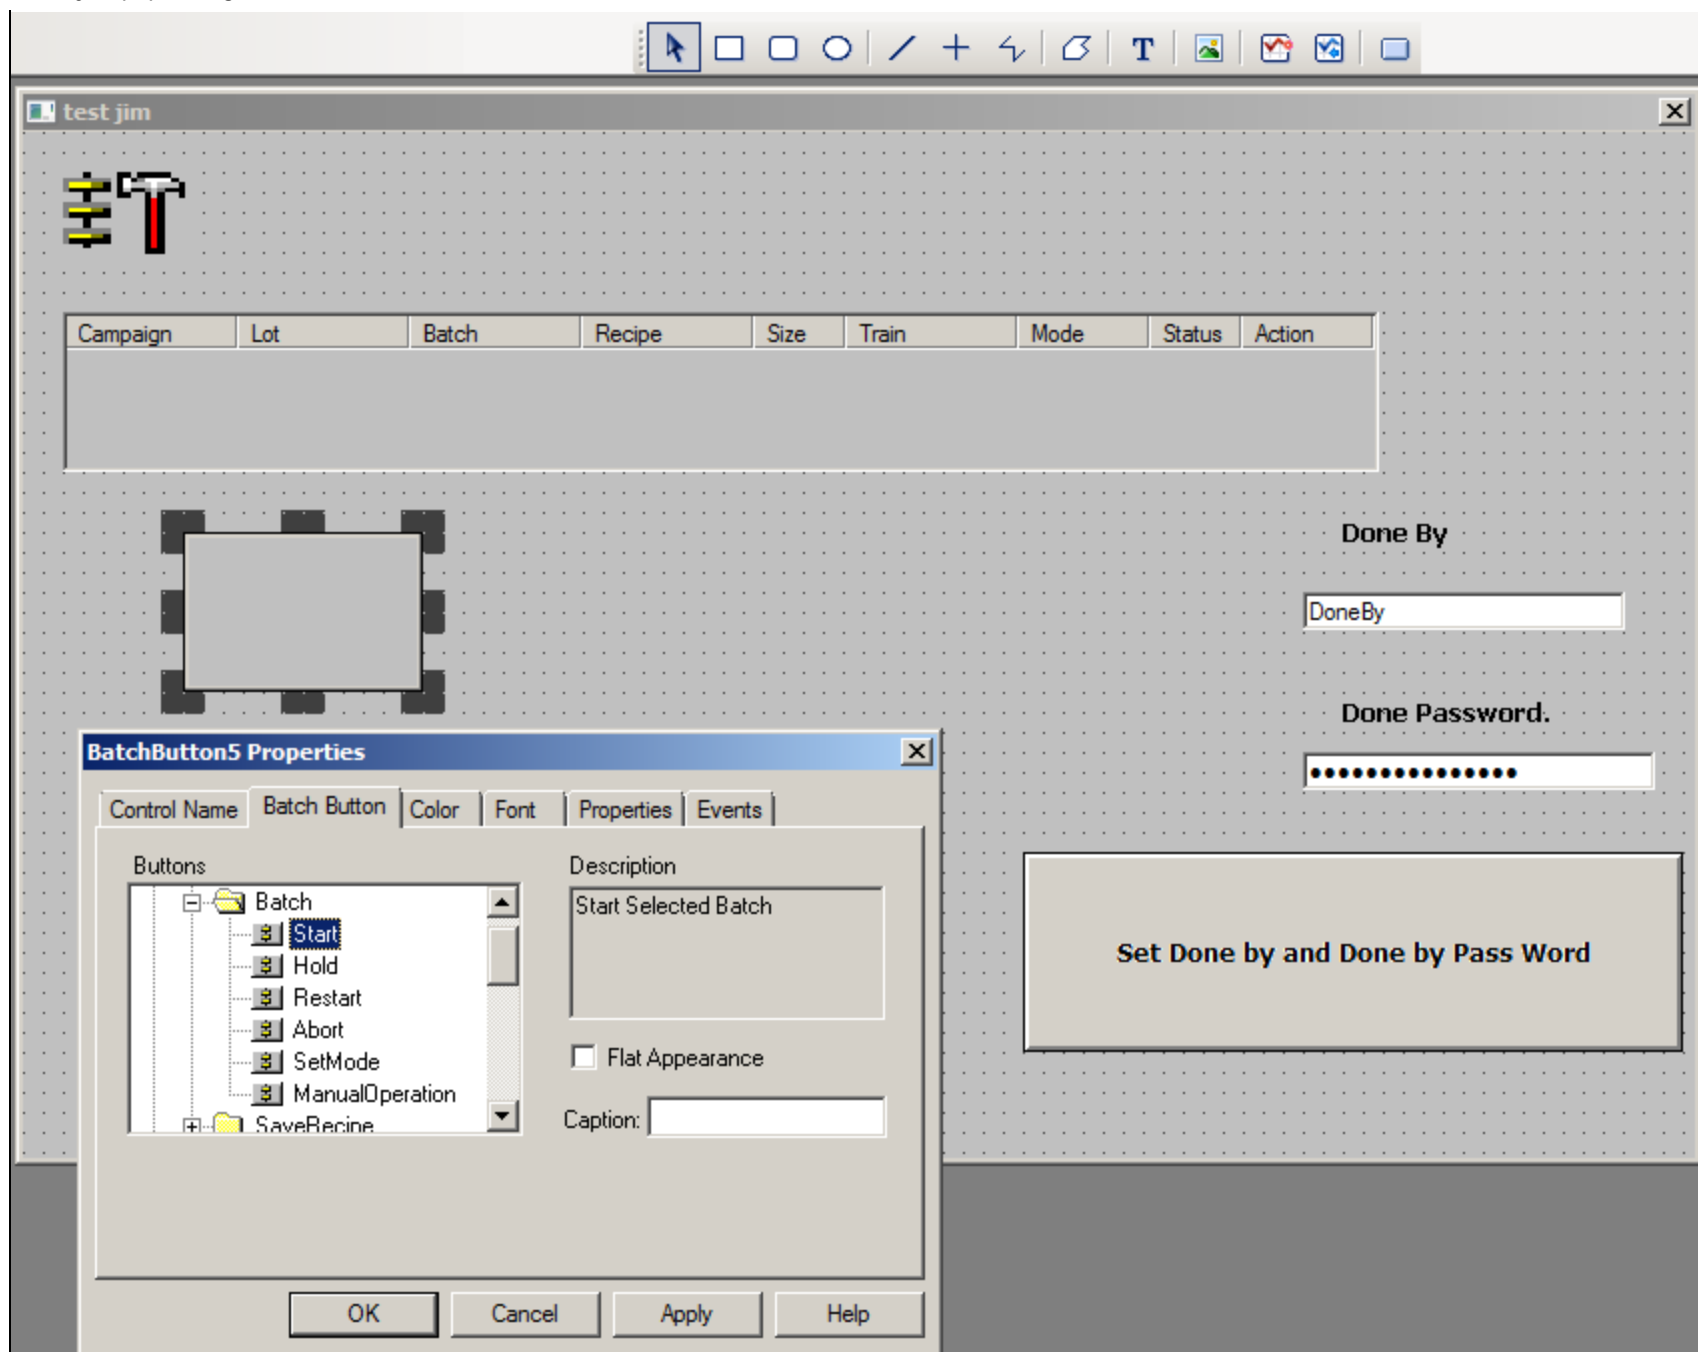 T
test jim
Campaign Lot Batch Recipe Size Train Mode Status Action
Done By
DoneBy
Done Password.
•••••••••••••••
Set Done by and Done by Pass Word
BatchButton5 Properties
Control Name Batch Button Color Font Properties Events
Buttons
Batch
Start
Hold
Restart
Abort
SetMode
ManualOperation
SaveRecipe
Description
Start Selected Batch
Flat Appearance
Caption:
OK Cancel Apply Help